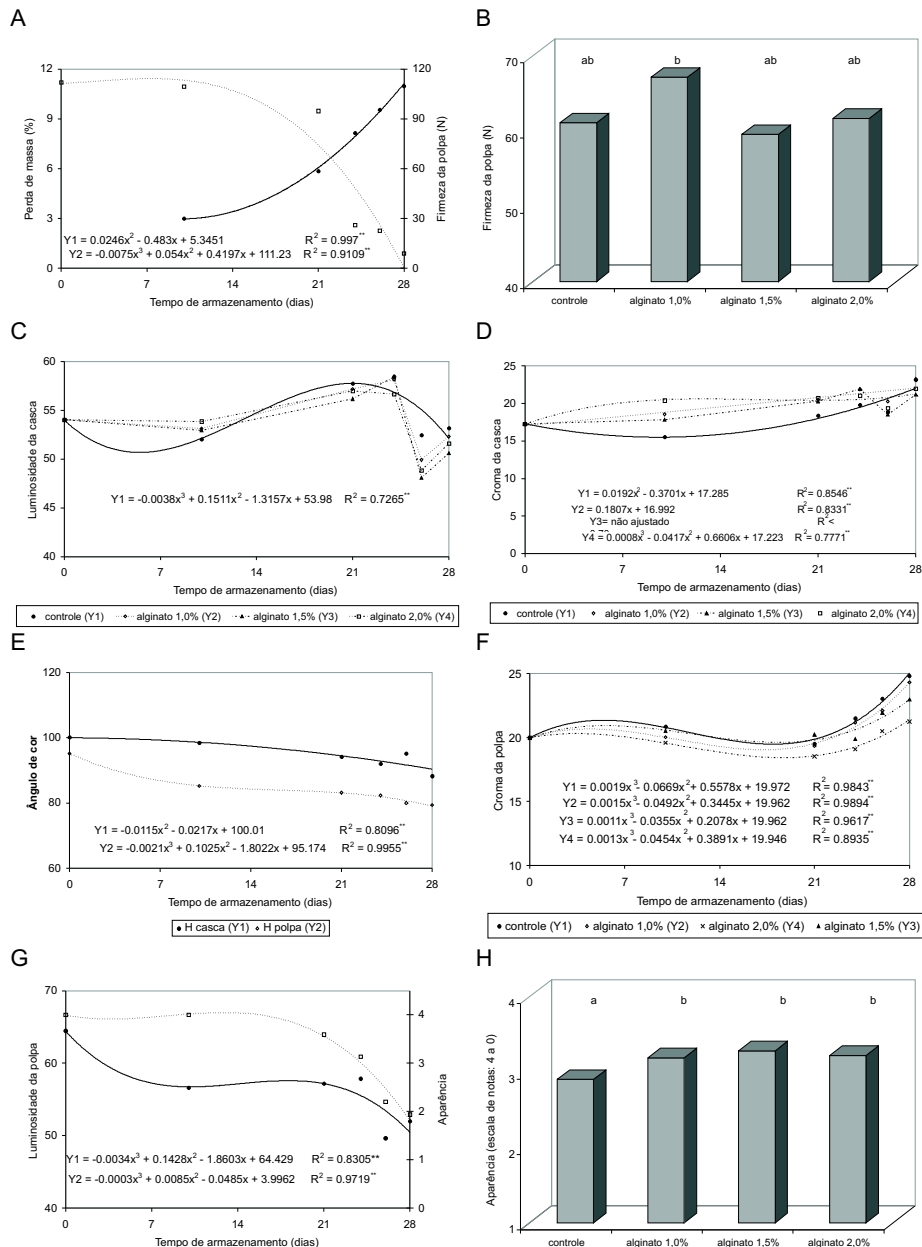 A
12
9
6
3
0
Perda de massa (%)
120
90
60
30
0
Firmeza da polpa (N)
Y1 = 0.0246x² - 0.483x + 5.3451 R² = 0.997**
Y2 = -0.0075x³ + 0.054x² + 0.4197x + 111.23 R² = 0.9109**
0 7 14 21 28
Tempo de armazenamento (dias)
B
70
60
50
40
Firmeza da polpa (N)
ab b ab ab
controle alginato 1,0% alginato 1,5% alginato 2,0%
C
60
55
50
45
40
Luminosidade da casca
Y1 = -0.0038x³ + 0.1511x² - 1.3157x + 53.98 R² = 0.7265**
0 7 14 21 28
Tempo de armazenamento (dias)
controle (Y1) alginato 1,0% (Y2) alginato 1,5% (Y3) alginato 2,0% (Y4)
D
25
20
15
10
5
0
Croma da casca
Y1 = 0.0192x² - 0.3701x + 17.285 R² = 0.8546**
Y2 = 0.1807x + 16.992 R² = 0.8331**
Y3= não ajustado R²<
Y4 = 0.0008x³ - 0.0417x² + 0.6606x + 17.223 R² = 0.7771**
0 7 14 21 28
Tempo de armazenamento (dias)
controle (Y1) alginato 1,0% (Y2) alginato 1,5% (Y3) alginato 2,0% (Y4)
E
120
100
80
60
Ângulo de cor
Y1 = -0.0115x² - 0.0217x + 100.01 R² = 0.8096**
Y2 = -0.0021x³ + 0.1025x² - 1.8022x + 95.174 R² = 0.9955**
0 7 14 21 28
Tempo de armazenamento (dias)
H casca (Y1) H polpa (Y2)
F
25
20
15
10
Croma da polpa
Y1 = 0.0019x³ - 0.0669x² + 0.5578x + 19.972 R² = 0.9843**
Y2 = 0.0015x³ - 0.0492x² + 0.3445x + 19.962 R² = 0.9894**
Y3 = 0.0011x³ - 0.0355x² + 0.2078x + 19.962 R² = 0.9617**
Y4 = 0.0013x³ - 0.0454x² + 0.3891x + 19.946 R² = 0.8935**
0 7 14 21 28
Tempo de armazenamento (dias)
controle (Y1) alginato 1,0% (Y2) alginato 2,0% (Y4) alginato 1,5% (Y3)
G
70
60
50
40
Luminosidade da polpa
4
3
2
1
0
Aparência
Y1 = -0.0034x³ + 0.1428x² - 1.8603x + 64.429 R² = 0.8305**
Y2 = -0.0003x³ + 0.0085x² - 0.0485x + 3.9962 R² = 0.9719**
0 7 14 21 28
Tempo de armazenamento (dias)
H
4
3
2
1
Aparência (escala de notas: 4 a 0)
a b b b
controle alginato 1,0% alginato 1,5% alginato 2,0%